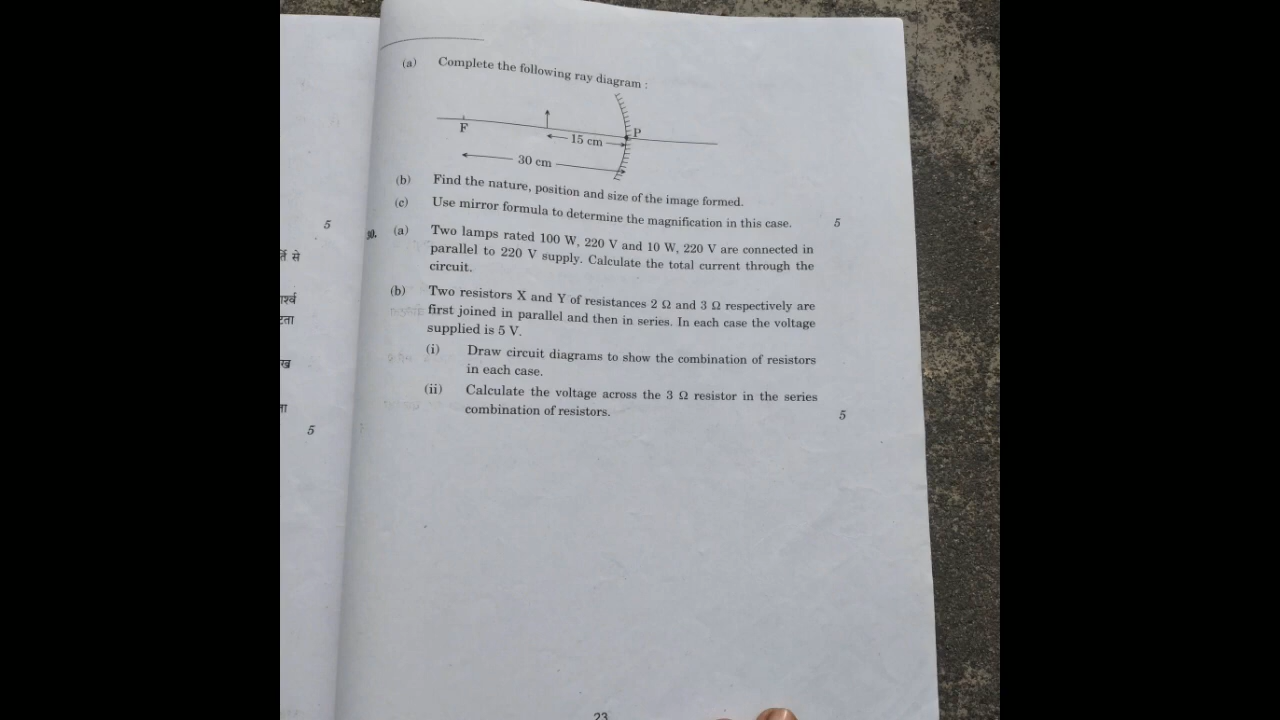 (a) Complete the following ray diagram :
F
P
15 cm
30 cm
(b) Find the nature, position and size of the image formed.
(c) Use mirror formula to determine the magnification in this case. 5
30. (a) Two lamps rated 100 W, 220 V and 10 W, 220 V are connected in
parallel to 220 V supply. Calculate the total current through the
circuit.
(b) Two resistors X and Y of resistances 2 Ω and 3 Ω respectively are
first joined in parallel and then in series. In each case the voltage
supplied is 5 V.
(i) Draw circuit diagrams to show the combination of resistors
in each case.
(ii) Calculate the voltage across the 3 Ω resistor in the series
combination of resistors. 5
23
5
से
ख
5